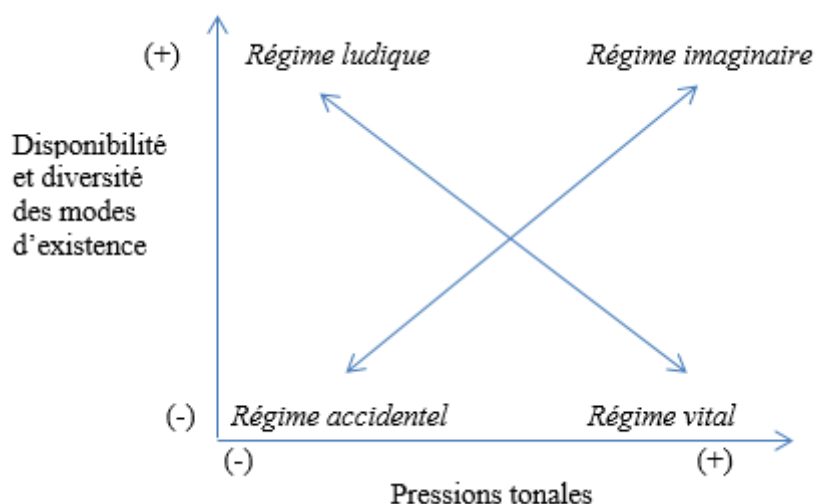 (+) Régime ludique Régime imaginaire
Disponibilité
et diversité
des modes
d’existence
(-) Régime accidentel Régime vital
(-) (+)
Pressions tonales